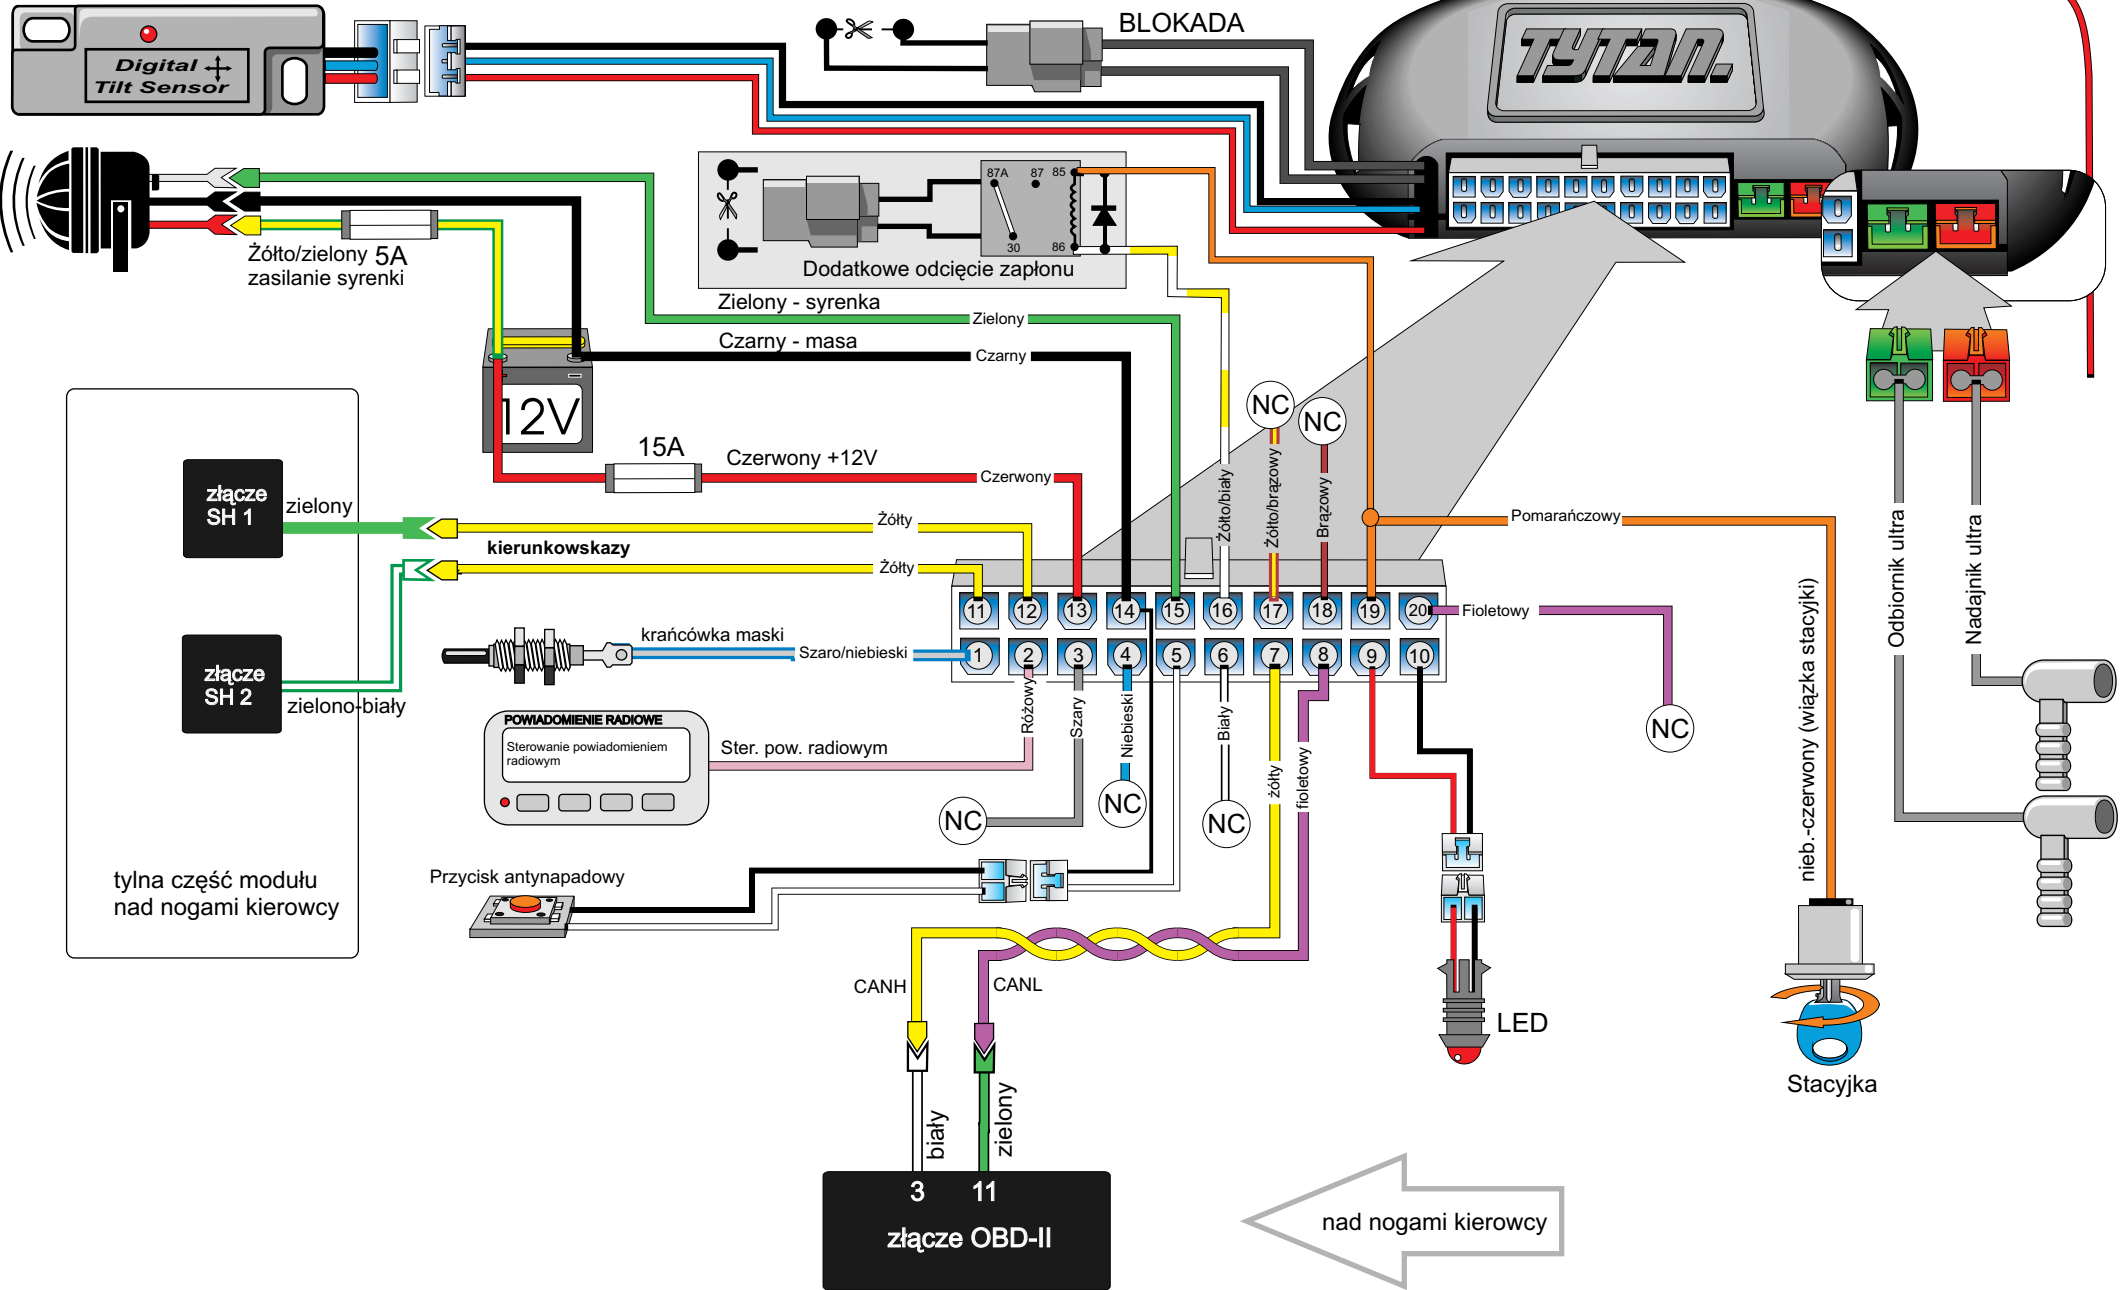 Digital
Tilt Sensor
BLOKADA
TYTAN.
Żółto/zielony 5A
zasilanie syrenki
87A
87
85
30
86
Dodatkowe odcięcie zapłonu
Zielony - syrenka
Zielony
Czarny - masa
Czarny
12V
15A
Czerwony +12V
Czerwony
NC
NC
Żółto/biały
Żółto/brązowy
Brązowy
Pomarańczowy
Odbiornik ultra
Nadajnik ultra
złącze
SH 1
zielony
Żółty
kierunkowskazy
Żółty
złącze
SH 2
zielono-biały
tylna część modułu
nad nogami kierowcy
11
12
13
14
15
16
17
18
19
20
Fioletowy
NC
1
2
3
4
5
6
7
8
9
10
krańcówka maski
Szaro/niebieski
POWIADOMIENIE RADIOWE
Sterowanie powiadomieniem
radiowym
Ster. pow. radiowym
Różowy
Szary
Niebieski
Biały
żółty
fioletowy
NC
NC
NC
nieb.-czerwony (wiązka stacyjki)
Przycisk antynapadowy
CANH
CANL
LED
Stacyjka
biały
zielony
3
11
złącze OBD-II
nad nogami kierowcy